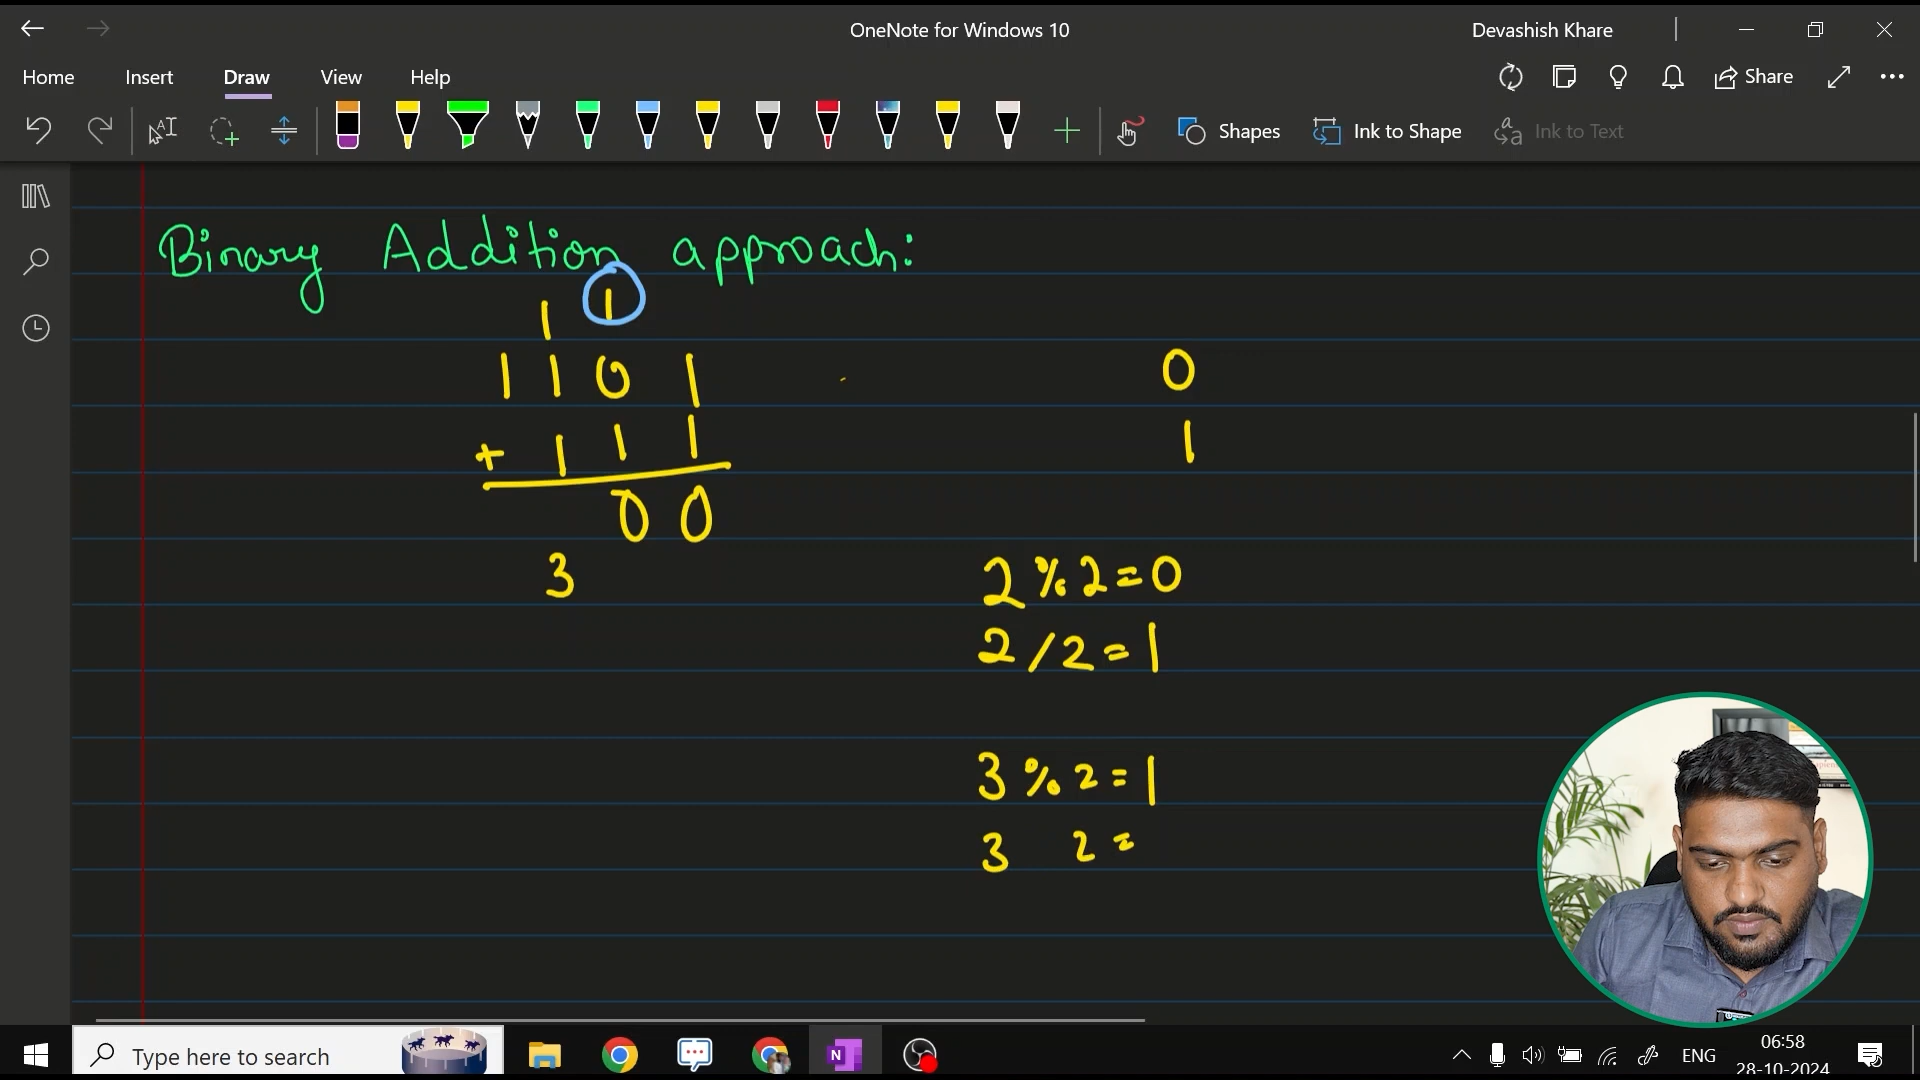 OneNote for Windows 10
Devashish Khare
Home Insert Draw View Help
Share
Shapes Ink to Shape Ink to Text
Binary Addition approach:
1 1
1 1 0 1
0
+ 1 1 1
1
0 0
3
2 % 2 = 0
2 / 2 = 1
3 % 2 = 1
3 2 =
Type here to search
ENG
06:58
28-10-2024